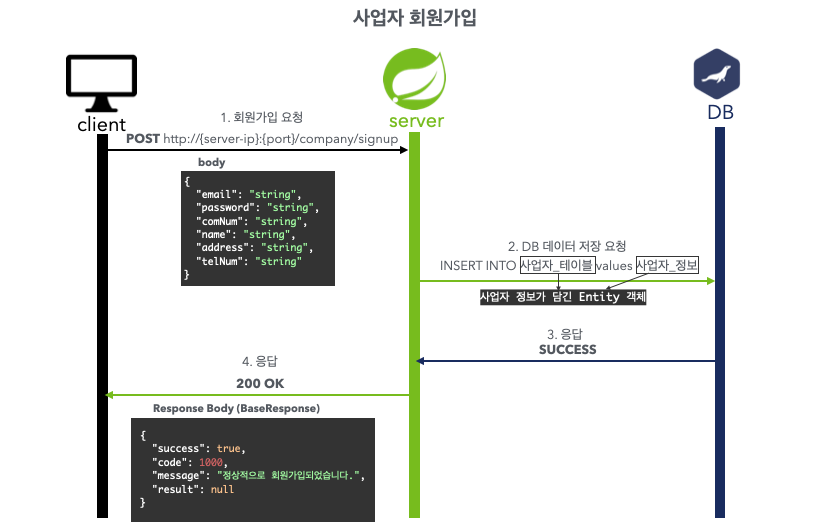 사업자 회원가입
client
server
DB
1. 회원가입 요청
POST http://{server-ip}:{port}/company/signup
body
{
"email": "string",
"password": "string",
"comNum": "string",
"name": "string",
"address": "string",
"telNum": "string"
}
2. DB 데이터 저장 요청
INSERT INTO 사업자_테이블 values 사업자_정보
사업자 정보가 담긴 Entity 객체
3. 응답
SUCCESS
4. 응답
200 OK
Response Body (BaseResponse)
{
"success": true,
"code": 1000,
"message": "정상적으로 회원가입되었습니다.",
"result": null
}